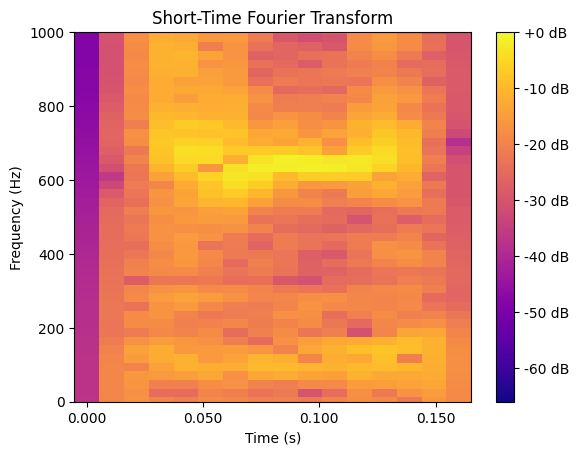 Short-Time Fourier Transform
1000
800
600
400
200
0
Frequency (Hz)
0.000
0.050
0.100
0.150
Time (s)
+0 dB
-10 dB
-20 dB
-30 dB
-40 dB
-50 dB
-60 dB